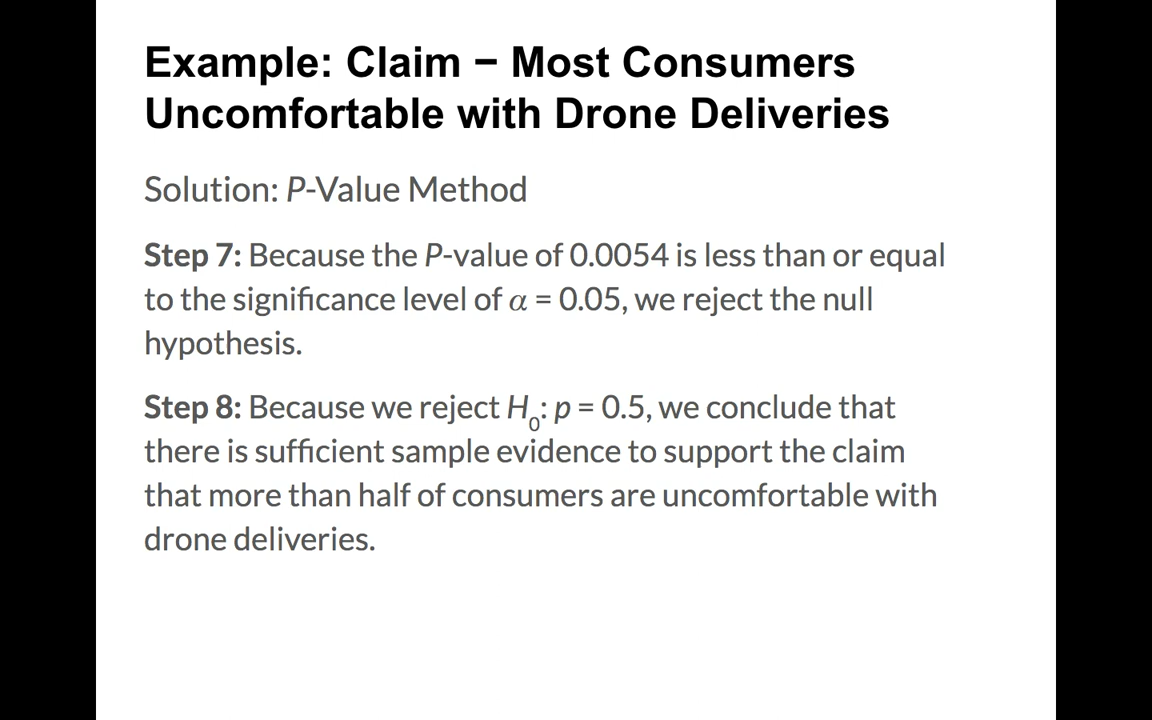 Example: Claim − Most Consumers
Uncomfortable with Drone Deliveries
Solution: P-Value Method
Step 7: Because the P-value of 0.0054 is less than or equal
to the significance level of α = 0.05, we reject the null
hypothesis.
Step 8: Because we reject H₀: p = 0.5, we conclude that
there is sufficient sample evidence to support the claim
that more than half of consumers are uncomfortable with
drone deliveries.